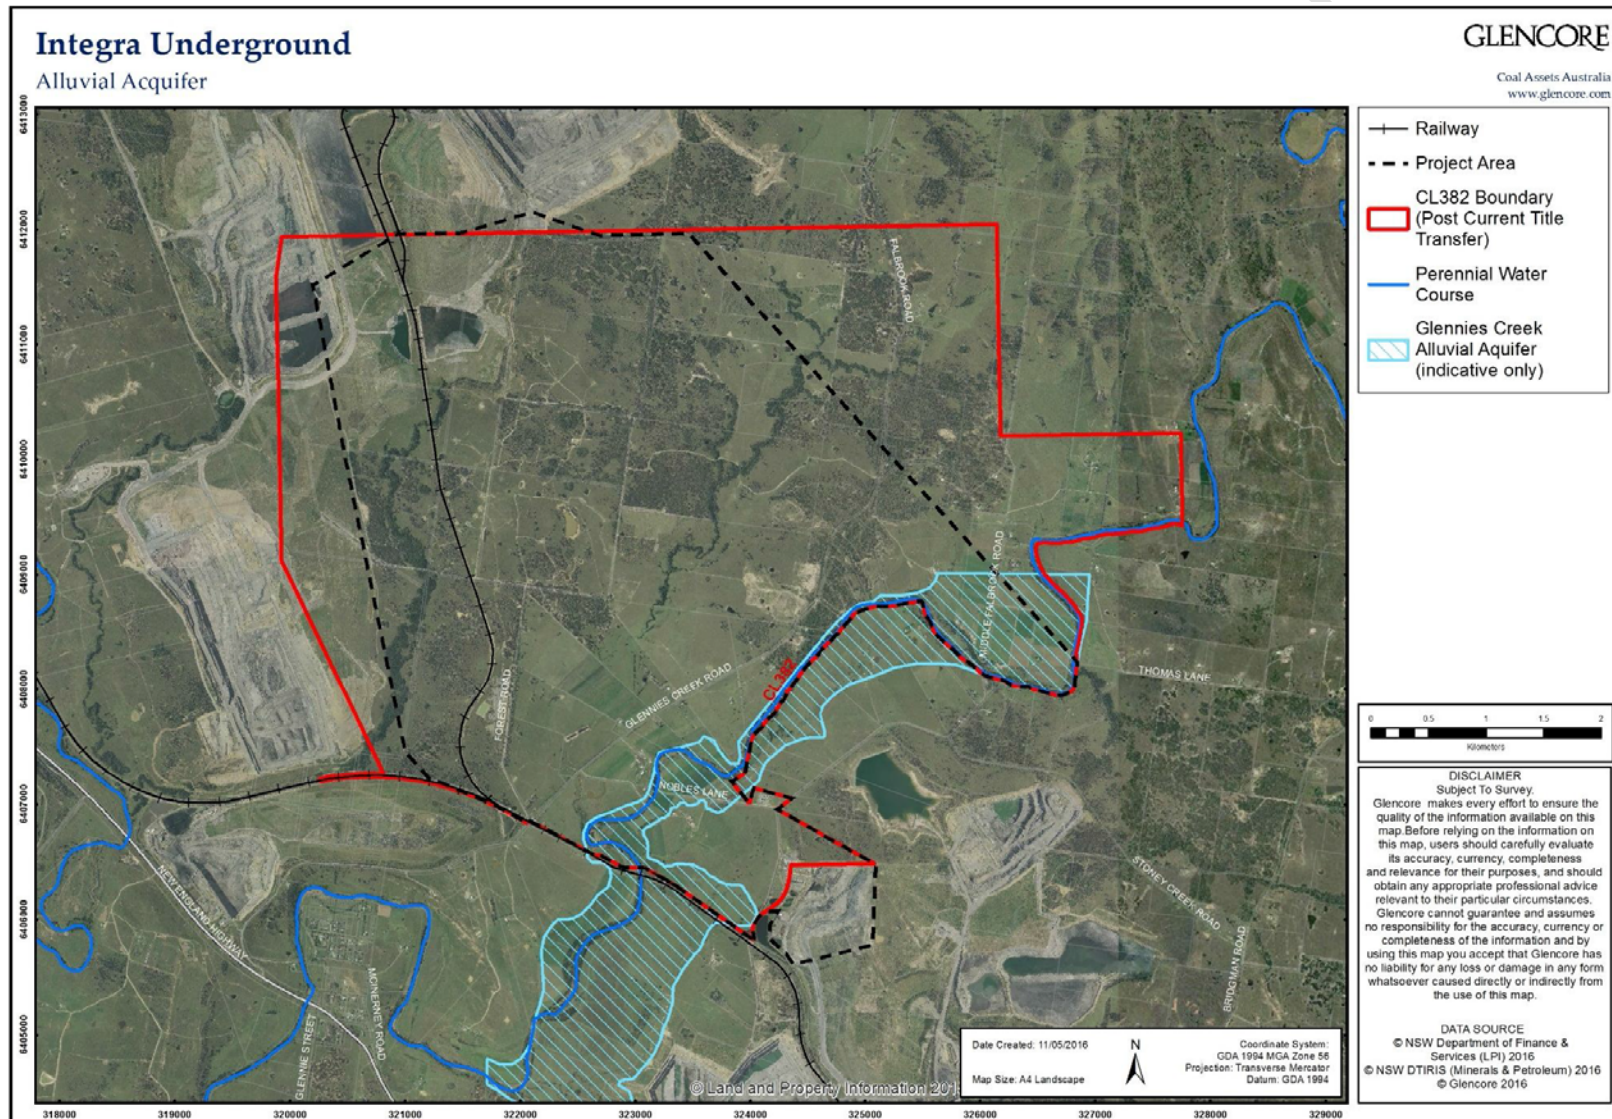 Integra Underground
Alluvial Acquifer
GLENCORE
Coal Assets Australia
www.glencore.com
Railway
Project Area
CL382 Boundary
(Post Current Title
Transfer)
Perennial Water
Course
Glennies Creek
Alluvial Aquifer
(indicative only)
6413000
6412000
6411000
6410000
6409000
6408000
6407000
6406000
6405000
FALBROOK ROAD
MIDDLE FALBROOK ROAD
THOMAS LANE
CL382
GLENNIES CREEK ROAD
FOREST ROAD
NOBLES LANE
STONEY CREEK ROAD
BRIDGMAN ROAD
NEW ENGLAND HIGHWAY
MCINERNEY ROAD
GLENNIE STREET
0 0.5 1 1.5 2
Kilometers
DISCLAIMER
Subject To Survey.
Glencore makes every effort to ensure the
quality of the information available on this
map.Before relying on the information on
this map, users should carefully evaluate
its accuracy, currency, completeness
and relevance for their purposes, and should
obtain any appropriate professional advice
relevant to their particular circumstances.
Glencore cannot guarantee and assumes
no responsibility for the accuracy, currency or
completeness of the information and by
using this map you accept that Glencore has
no liability for any loss or damage in any form
whatsoever caused directly or indirectly from
the use of this map.
DATA SOURCE
© NSW Department of Finance &
Services (LPI) 2016
© NSW DTIRIS (Minerals & Petroleum) 2016
© Glencore 2016
Date Created: 11/05/2016
Map Size: A4 Landscape
N
Coordinate System:
GDA 1994 MGA Zone 56
Projection: Transverse Mercator
Datum: GDA 1994
© Land and Property Information 201
318000 319000 320000 321000 322000 323000 324000 325000 326000 327000 328000 329000